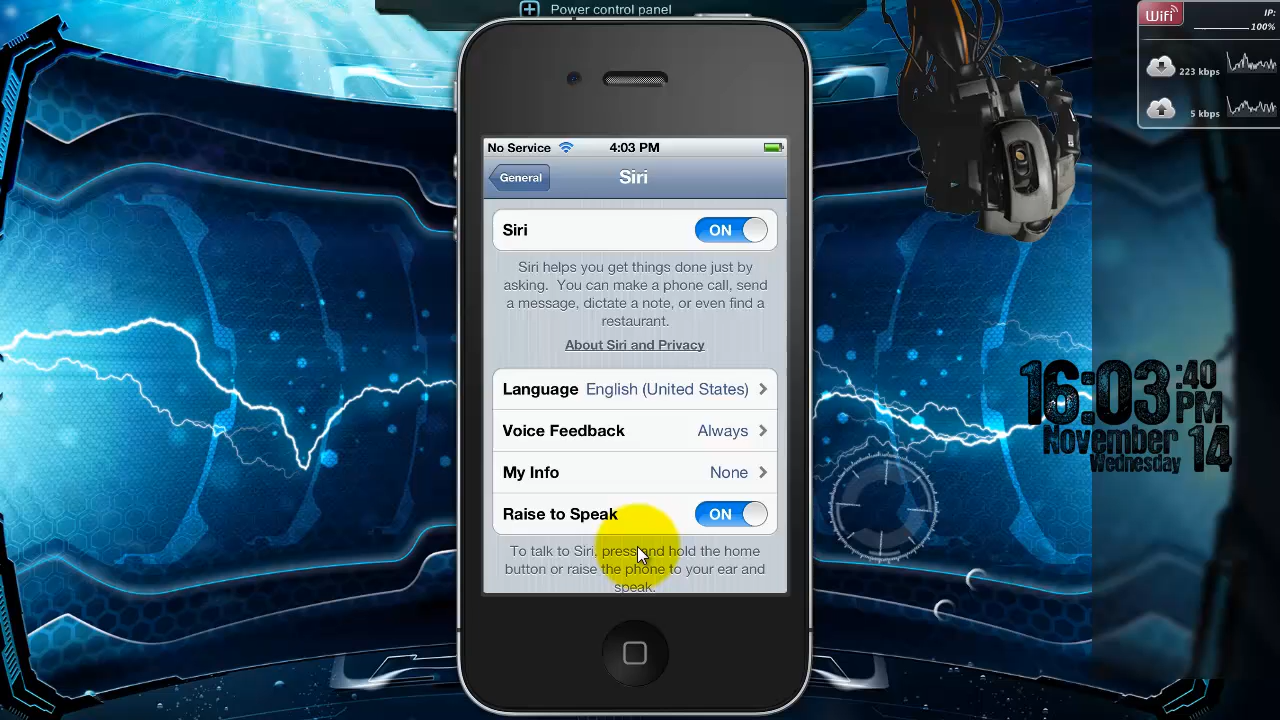 Power control panel
WiFi
IP:
100%
223 kbps
5 kbps
No Service
4:03 PM
General
Siri
Siri
ON
Siri helps you get things done just by
asking. You can make a phone call, send
a message, dictate a note, or even find a
restaurant.
About Siri and Privacy
Language English (United States)
Voice Feedback Always
My Info None
Raise to Speak ON
To talk to Siri, press and hold the home
button or raise the phone to your ear and
speak.
16:03 :40
PM
November 14
Wednesday